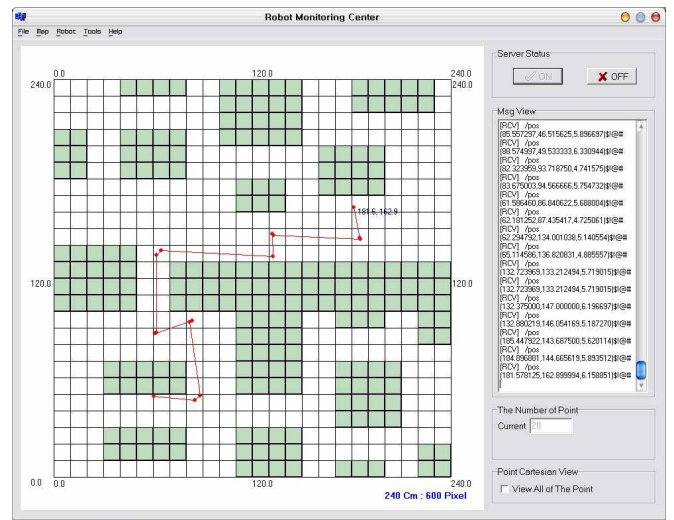 Robot Monitoring Center
File Map Robot Tools Help
0.0 120.0 240.0
240.0 240.0
181.6, 162.9
120.0 120.0
0.0 0.0 120.0 240.0
240 Cm : 600 Pixel
Server Status
ON OFF
Msg View
[RCV] /pos
(85.557297,46.515625,5.896697)$!@#
[RCV] /pos
(88.574997,49.533333,6.330944)$!@#
[RCV] /pos
(82.323959,93.718750,4.741575)$!@#
[RCV] /pos
(83.675003,94.566666,5.754732)$!@#
[RCV] /pos
(61.586460,86.840622,5.688004)$!@#
[RCV] /pos
(62.181252,87.435417,4.725061)$!@#
[RCV] /pos
(62.294792,134.001038,5.140554)$!@#
[RCV] /pos
(65.114586,136.820831,4.885557)$!@#
[RCV] /pos
(132.723969,133.212494,5.719015)$!@#
[RCV] /pos
(132.723969,133.212494,5.719015)$!@#
[RCV] /pos
(132.375000,147.000000,6.196697)$!@#
[RCV] /pos
(132.880219,146.054169,5.187270)$!@#
[RCV] /pos
(185.447922,143.687500,5.620114)$!@#
[RCV] /pos
(184.896881,144.665619,5.893512)$!@#
[RCV] /pos
(181.578125,162.899994,6.158851)$!@#
The Number of Point
Current 20
Point Cartesian View
View All of The Point